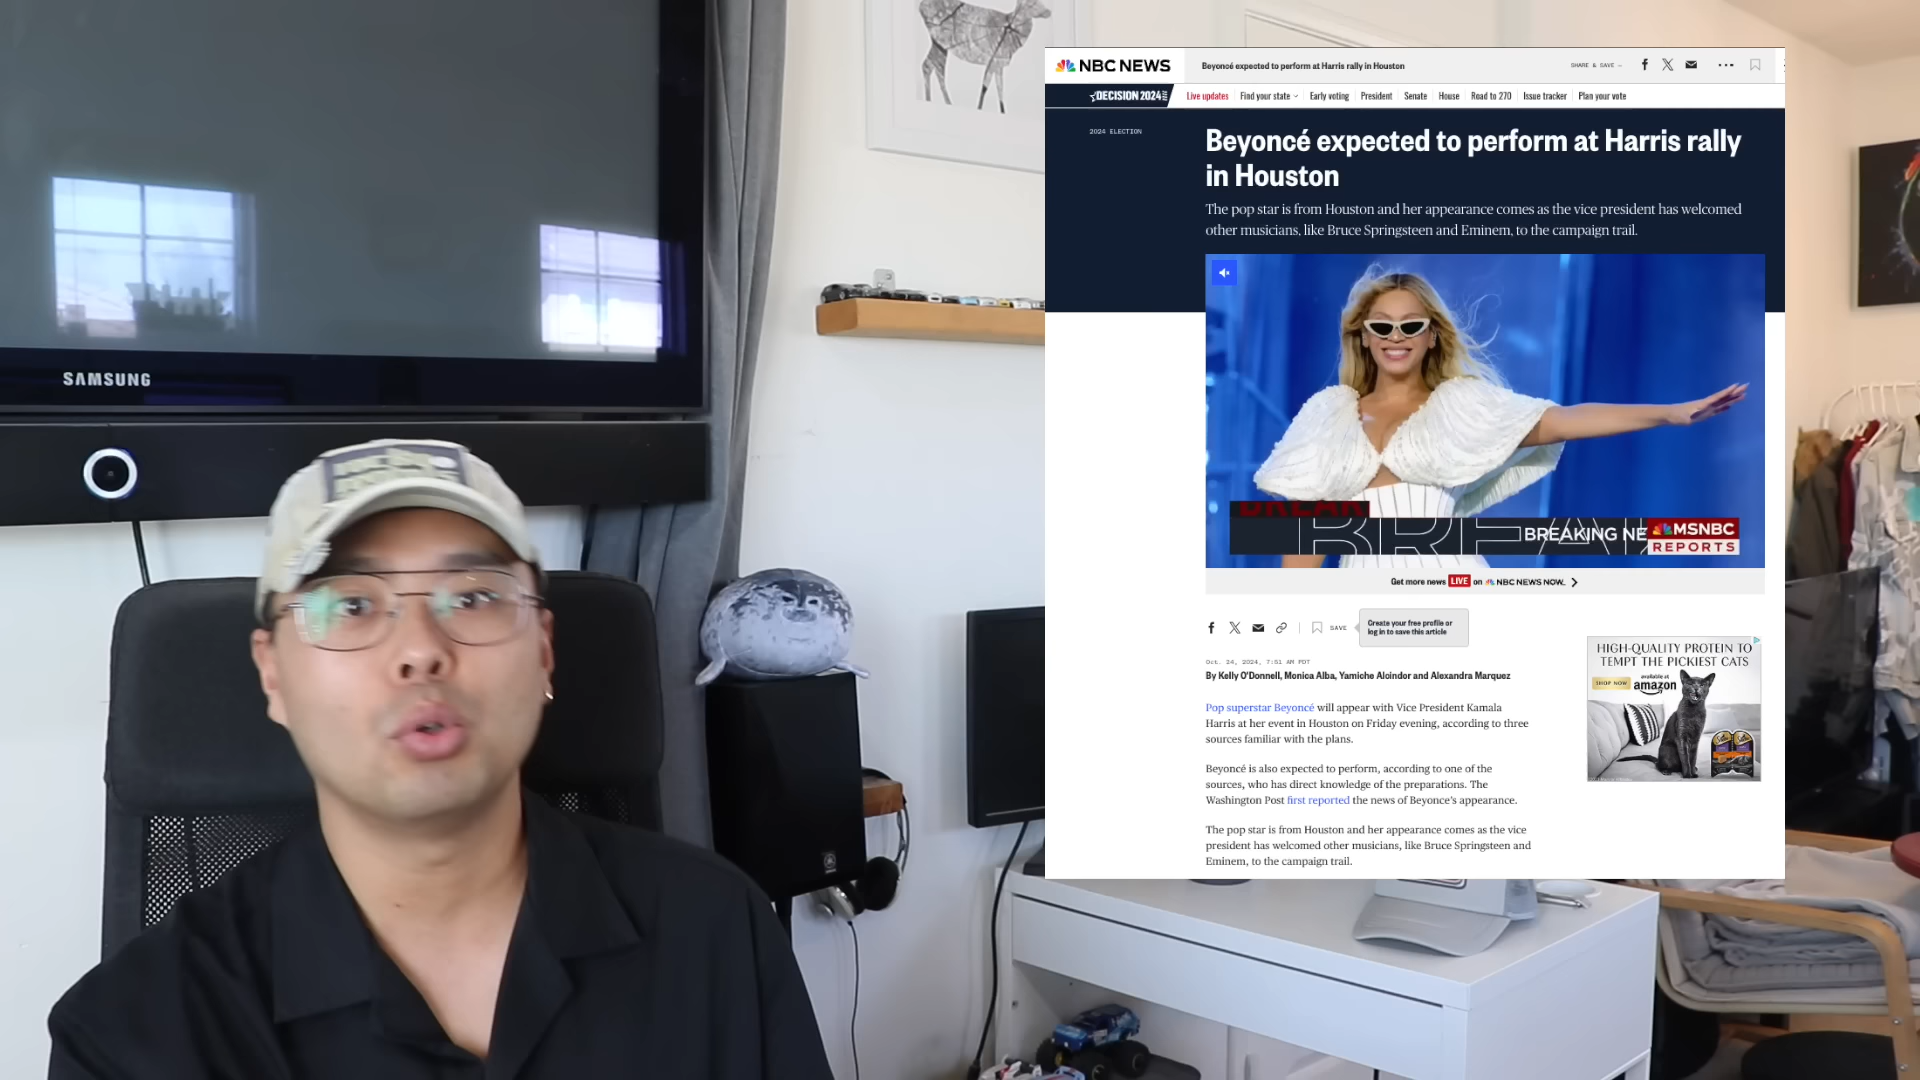 SAMSUNG
NBC NEWS
Beyoncé expected to perform at Harris rally in Houston
SHARE & SAVE
DECISION 2024
Live updates
Find your state
Early voting
President
Senate
House
Road to 270
Issue tracker
Plan your vote
2024 ELECTION
Beyoncé expected to perform at Harris rally
in Houston
The pop star is from Houston and her appearance comes as the vice president has welcomed
other musicians, like Bruce Springsteen and Eminem, to the campaign trail.
BREAK
BREA
BREAKING NE
MSNBC
REPORTS
Get more news LIVE on NBC NEWS NOW.
SAVE
Create your free profile or
log in to save this article
Oct. 24, 2024, 7:51 AM PDT
By Kelly O'Donnell, Monica Alba, Yamiche Alcindor and Alexandra Marquez
Pop superstar Beyoncé will appear with Vice President Kamala
Harris at her event in Houston on Friday evening, according to three
sources familiar with the plans.
Beyoncé is also expected to perform, according to one of the
sources, who has direct knowledge of the preparations. The
Washington Post first reported the news of Beyonce's appearance.
The pop star is from Houston and her appearance comes as the vice
president has welcomed other musicians, like Bruce Springsteen and
Eminem, to the campaign trail.
HIGH-QUALITY PROTEIN TO
TEMPT THE PICKIEST CATS
SHOP NOW
available at
amazon